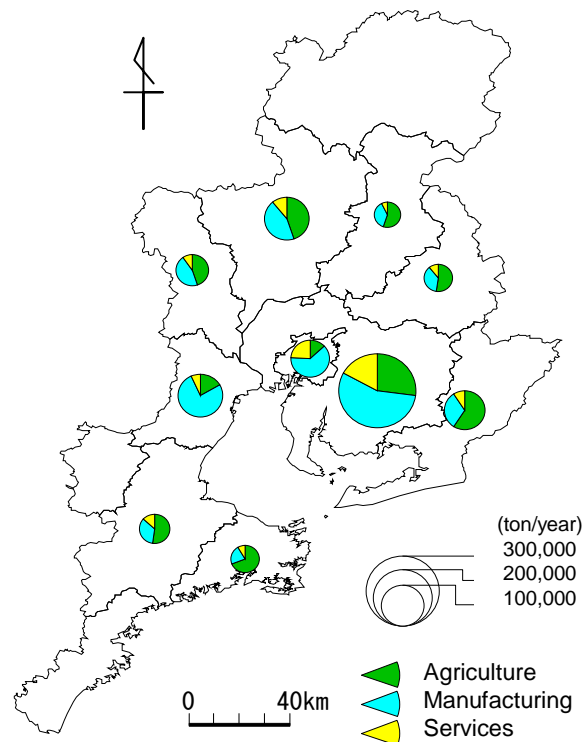 (ton/year)
300,000
200,000
100,000
Agriculture
Manufacturing
Services
0 40km